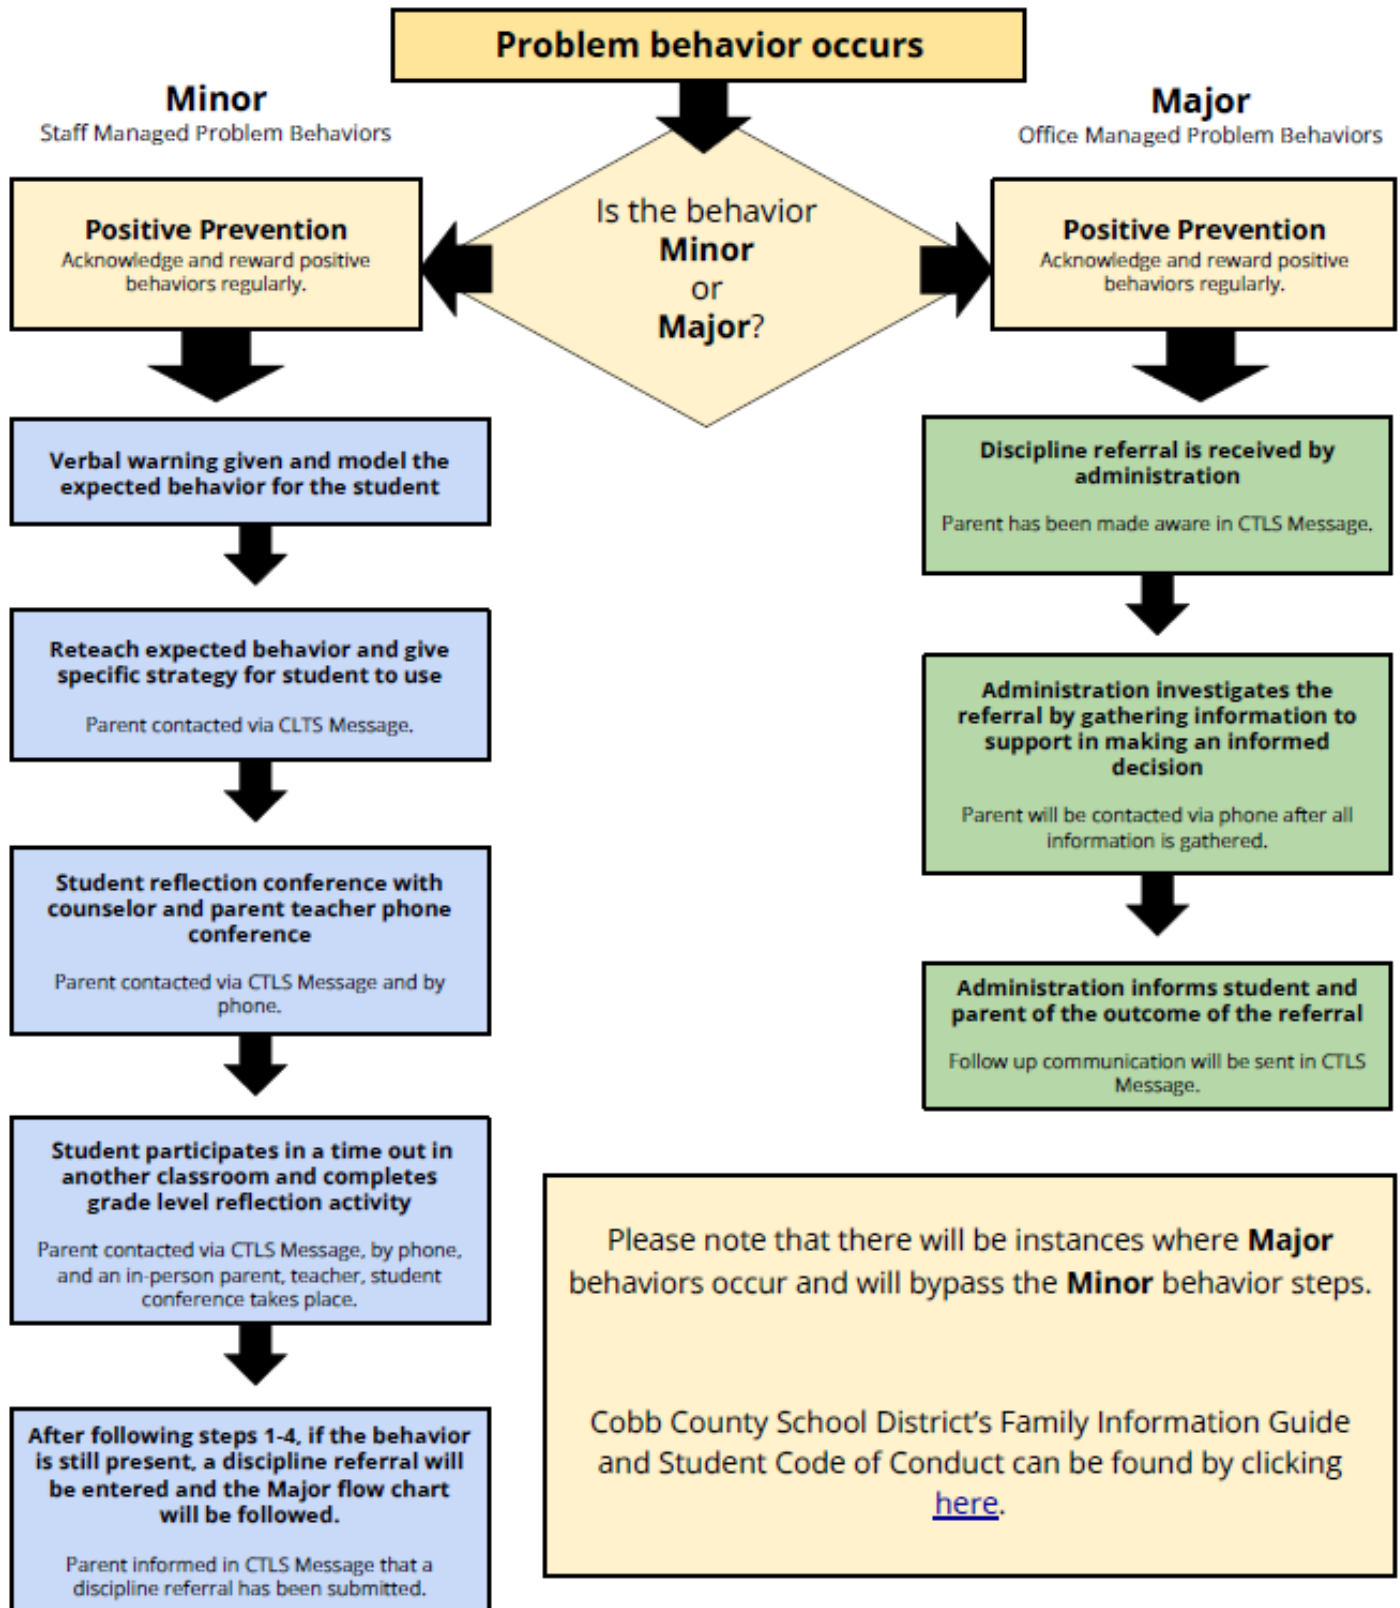 Problem behavior occurs
Minor
Staff Managed Problem Behaviors
Major
Office Managed Problem Behaviors
Is the behavior
Minor
or
Major?
Positive Prevention
Acknowledge and reward positive
behaviors regularly.
Verbal warning given and model the
expected behavior for the student
Reteach expected behavior and give
specific strategy for student to use
Parent contacted via CLTS Message.
Student reflection conference with
counselor and parent teacher phone
conference
Parent contacted via CTLS Message and by
phone.
Student participates in a time out in
another classroom and completes
grade level reflection activity
Parent contacted via CTLS Message, by phone,
and an in-person parent, teacher, student
conference takes place.
After following steps 1-4, if the behavior
is still present, a discipline referral will
be entered and the Major flow chart
will be followed.
Parent informed in CTLS Message that a
discipline referral has been submitted.
Positive Prevention
Acknowledge and reward positive
behaviors regularly.
Discipline referral is received by
administration
Parent has been made aware in CTLS Message.
Administration investigates the
referral by gathering information to
support in making an informed
decision
Parent will be contacted via phone after all
information is gathered.
Administration informs student and
parent of the outcome of the referral
Follow up communication will be sent in CTLS
Message.
Please note that there will be instances where Major
behaviors occur and will bypass the Minor behavior steps.
Cobb County School District's Family Information Guide
and Student Code of Conduct can be found by clicking
here.